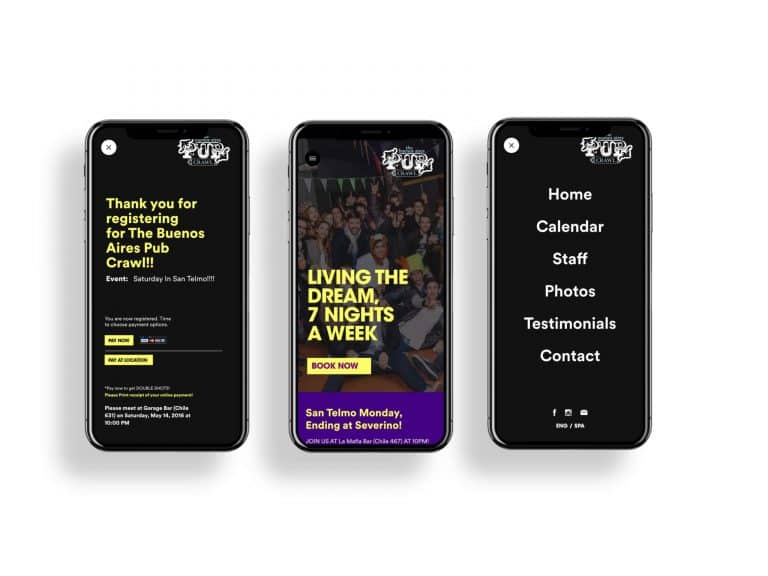 the
buenos aires
PUB
CRAWL
Thank you for
registering
for The Buenos
Aires Pub
Crawl!!
Event: Saturday In San Telmo!!!!
You are now registered. Time
to choose payment options.
PAY NOW
PAY AT LOCATION
*Pay now to get DOUBLE SHOTS!
Please Print receipt of your online payment!
Please meet at Garage Bar (Chile
631) on Saturday, May 14, 2016 at
10:00 PM
the
buenos aires
PUB
CRAWL
LIVING THE
DREAM,
7 NIGHTS
A WEEK
BOOK NOW
San Telmo Monday,
Ending at Severino!
JOIN US AT La Mafia Bar (Chile 467) AT 10PM!
buenos aires
PUB
CRAWL
Home
Calendar
Staff
Photos
Testimonials
Contact
f
ENG / SPA